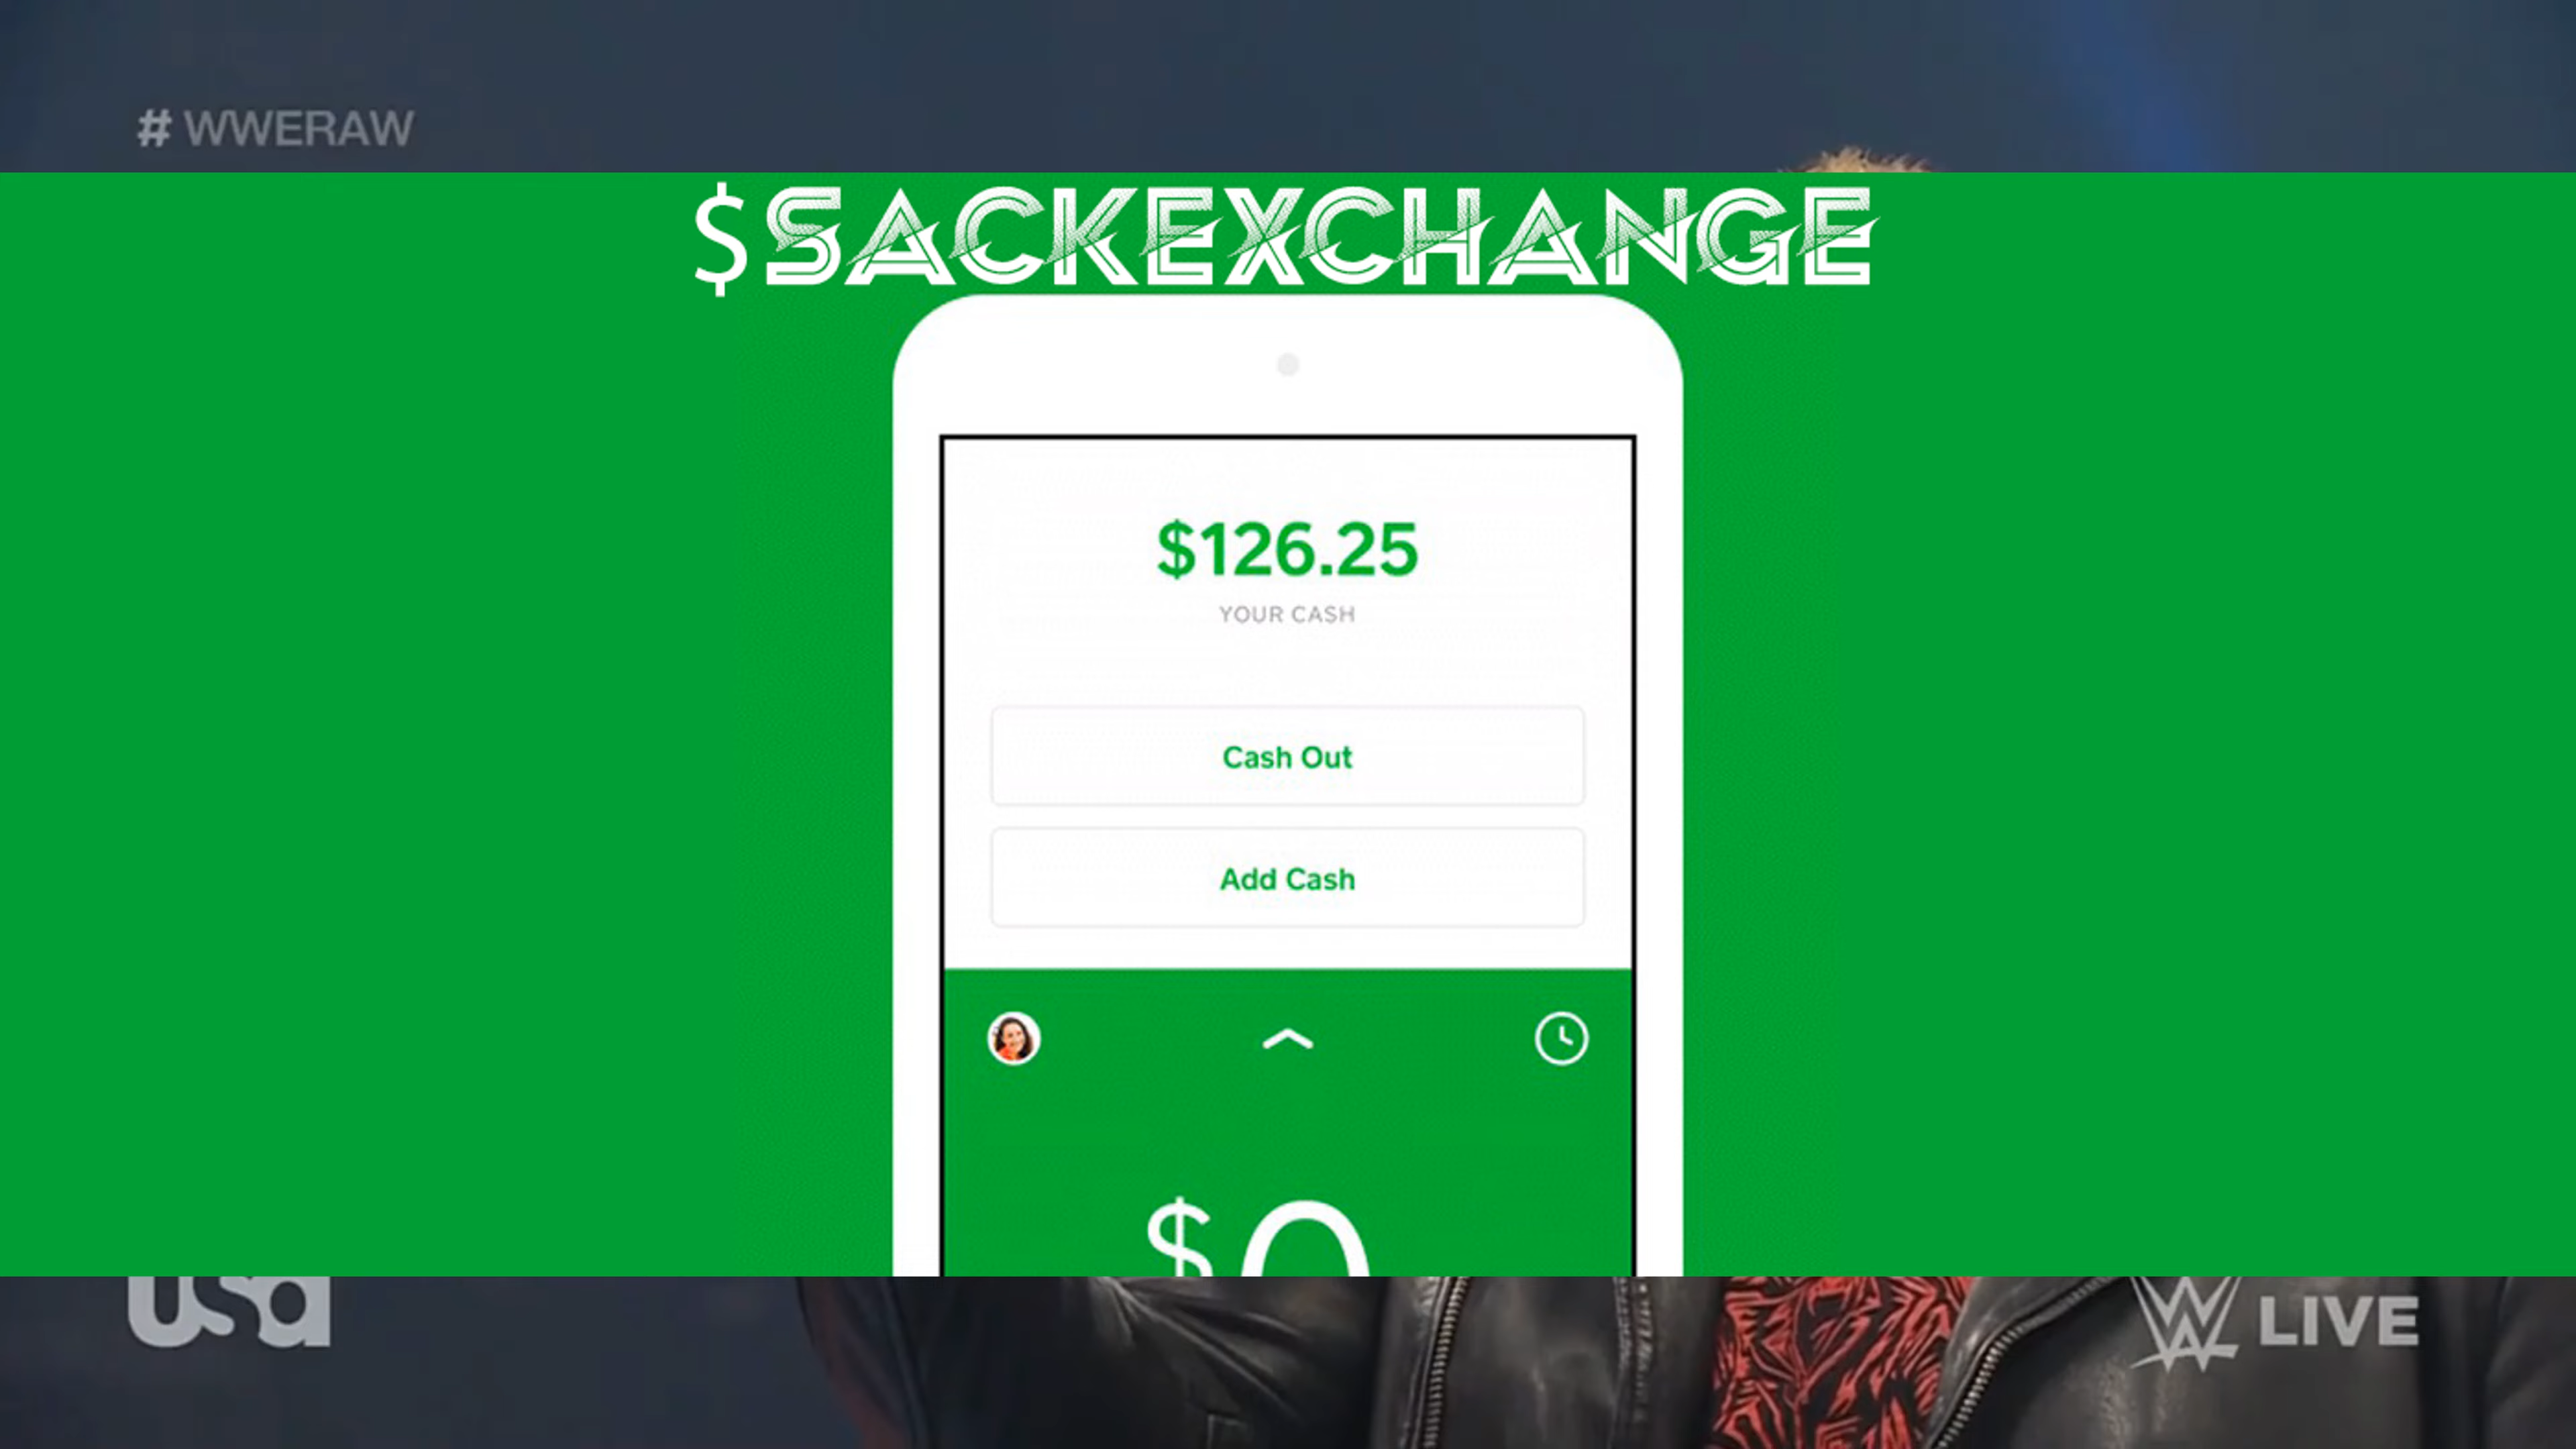 # WWERAW
$SACKEXCHANGE
$126.25
YOUR CASH
Cash Out
Add Cash
$0
usa
W LIVE